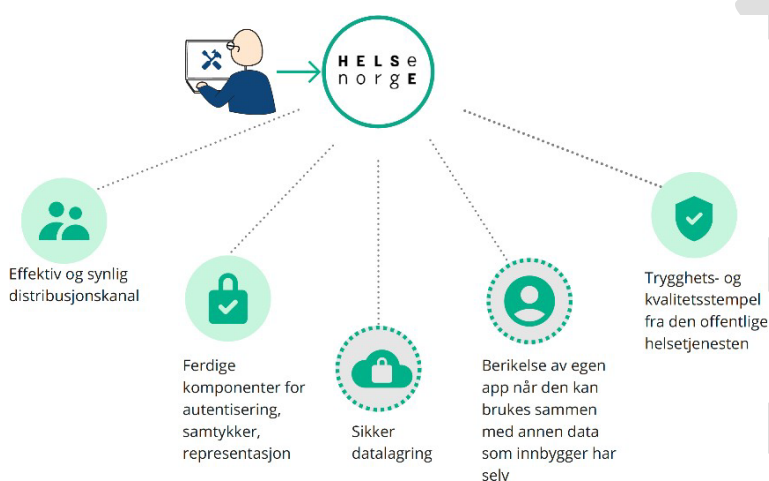 HELSe
norgE
Effektiv og synlig
distribusjonskanal
Ferdige
komponenter for
autentisering,
samtykker,
representasjon
Sikker
datalagring
Berikelse av egen
app når den kan
brukes sammen
med annen data
som innbygger har
selv
Trygghets- og
kvalitetsstempel
fra den offentlige
helsetjenesten